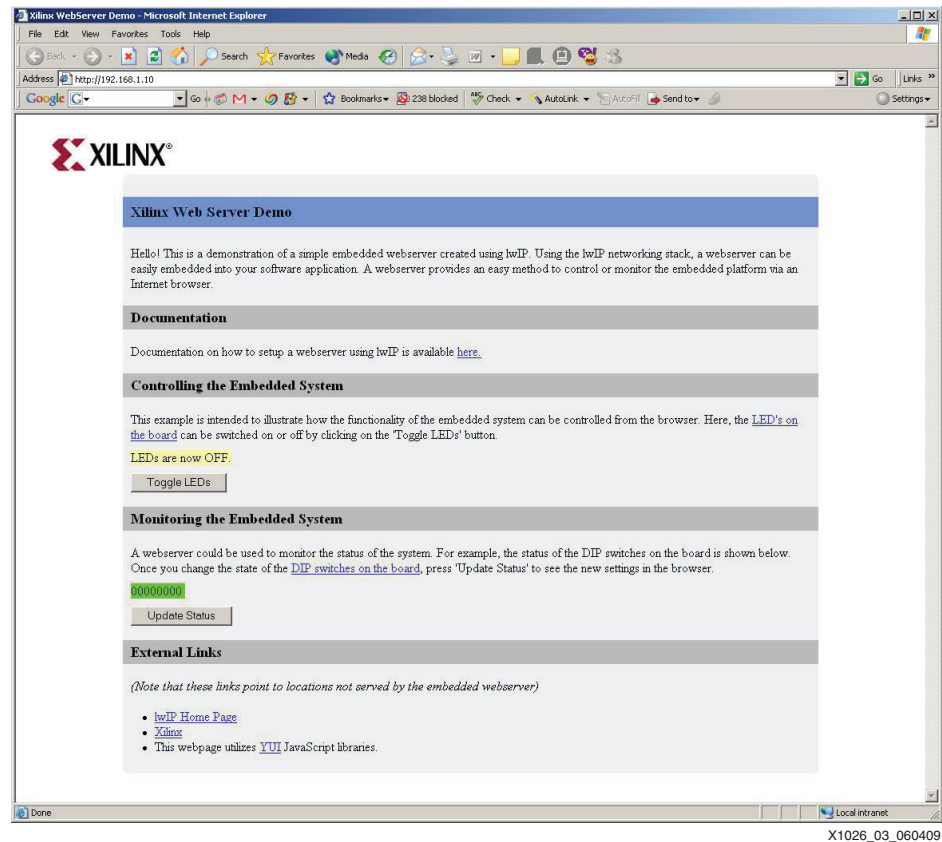 Xilinx WebServer Demo - Microsoft Internet Explorer
File Edit View Favorites Tools Help
Back Search Favorites Media
Address http://192.168.1.10 Go Links »
Google G Go Bookmarks 238 blocked Check AutoLink AutoFill Send to Settings
XILINX®
Xilinx Web Server Demo
Hello! This is a demonstration of a simple embedded webserver created using lwIP. Using the lwIP networking stack, a webserver can be
easily embedded into your software application. A webserver provides an easy method to control or monitor the embedded platform via an
Internet browser.
Documentation
Documentation on how to setup a webserver using lwIP is available here.
Controlling the Embedded System
This example is intended to illustrate how the functionality of the embedded system can be controlled from the browser. Here, the LED's on
the board can be switched on or off by clicking on the 'Toggle LEDs' button.
LEDs are now OFF.
Toggle LEDs
Monitoring the Embedded System
A webserver could be used to monitor the status of the system. For example, the status of the DIP switches on the board is shown below.
Once you change the state of the DIP switches on the board, press 'Update Status' to see the new settings in the browser.
00000000
Update Status
External Links
(Note that these links point to locations not served by the embedded webserver)
• lwIP Home Page
• Xilinx
• This webpage utilizes YUI JavaScript libraries.
Done Local intranet
X1026_03_060409